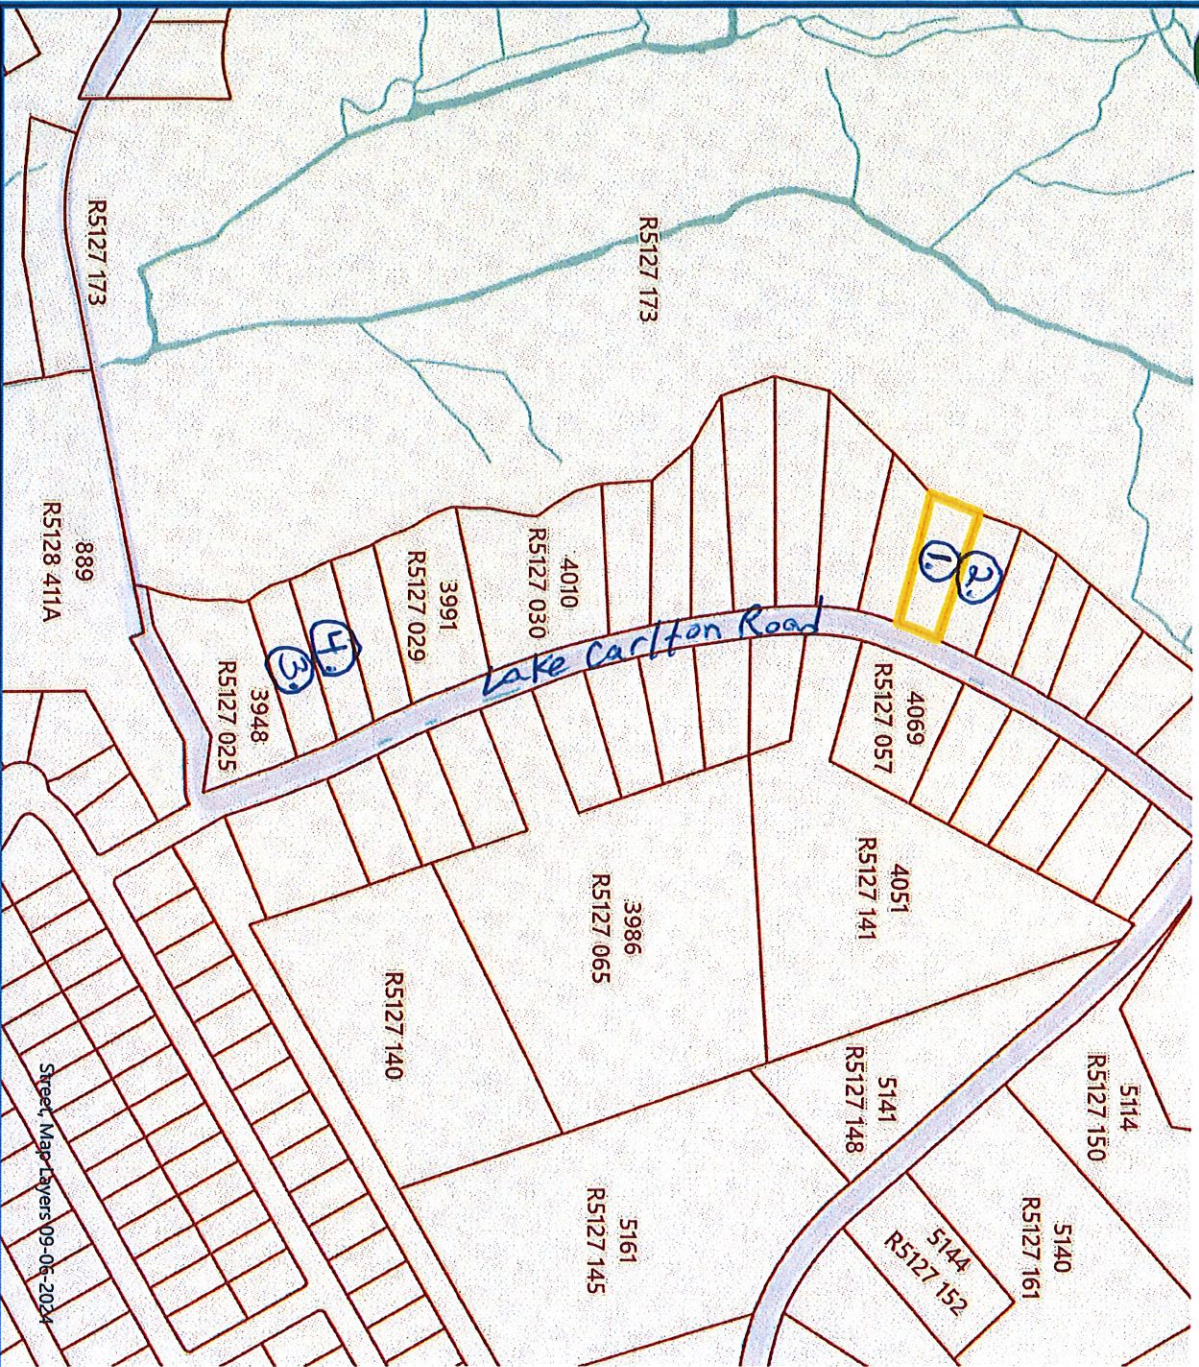 R5127 173
R5127 173
889
R5128 411A
4010
R5127 030
3991
R5127 029
3948
R5127 025
1.
2.
3.
4.
Lake Carlton Road
4069
R5127 057
4051
R5127 141
3986
R5127 065
R5127 140
5141
R5127 148
5114
R5127 150
5140
R5127 161
5144
R5127 152
5161
R5127 145
Street, Map Layers 09-06-2024